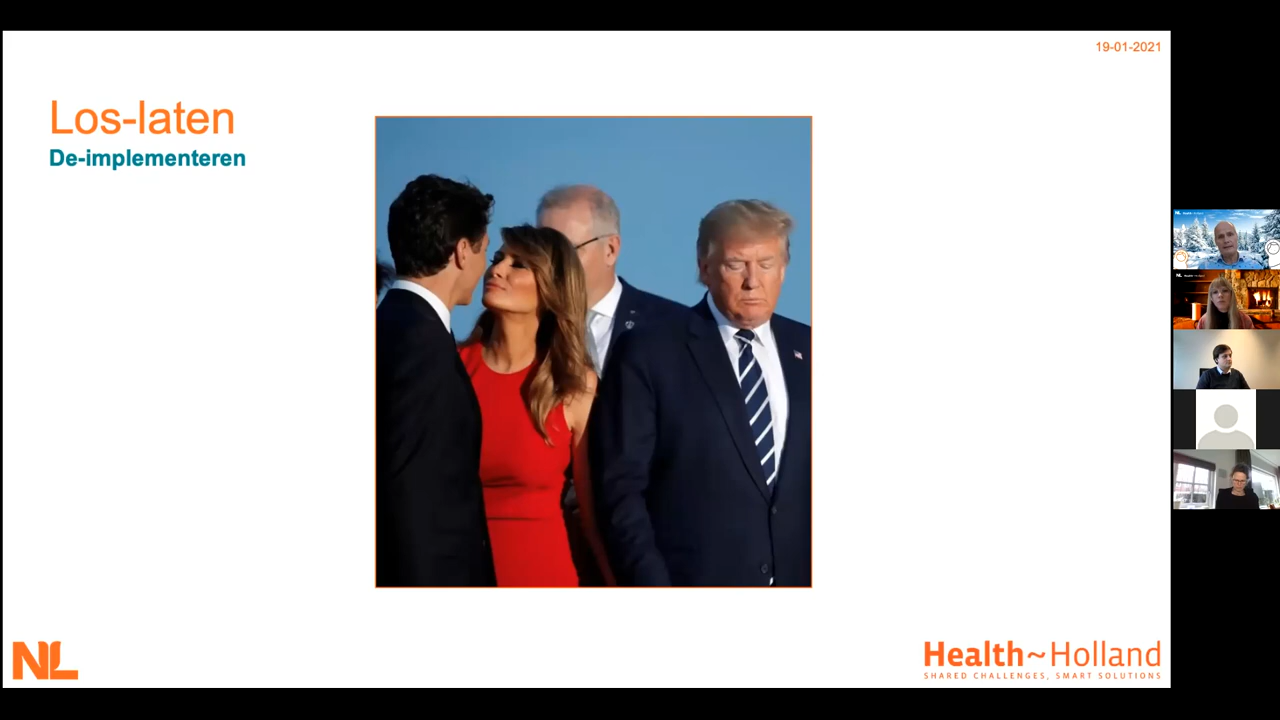 19-01-2021
Los-laten
De-implementeren
NL
Health~Holland
SHARED CHALLENGES, SMART SOLUTIONS